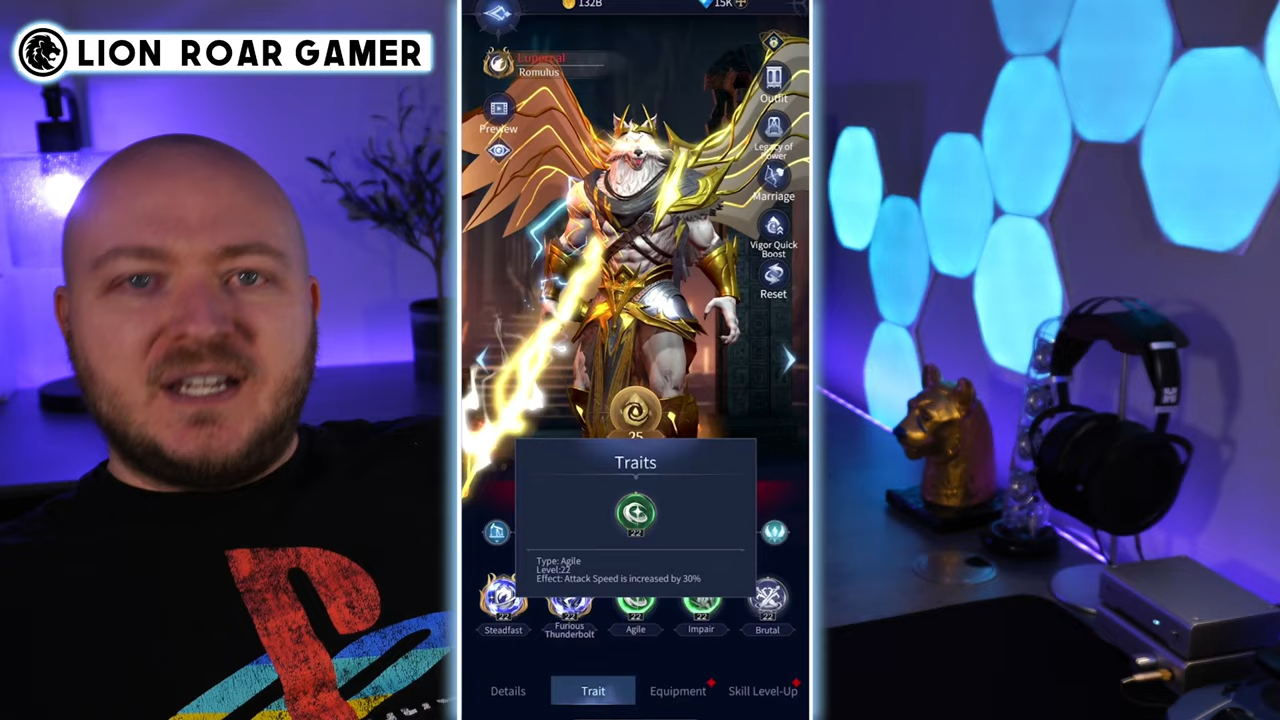 LION ROAR GAMER
132B
15K
Lupercal
Romulus
Preview
Outfit
Legacy of
Power
Marriage
Vigor Quick
Boost
Reset
25
Traits
22
Type: Agile
Level:22
Effect: Attack Speed is increased by 30%
22
22
22
22
22
Steadfast
Furious
Thunderbolt
Agile
Impair
Brutal
Details
Trait
Equipment
Skill Level-Up